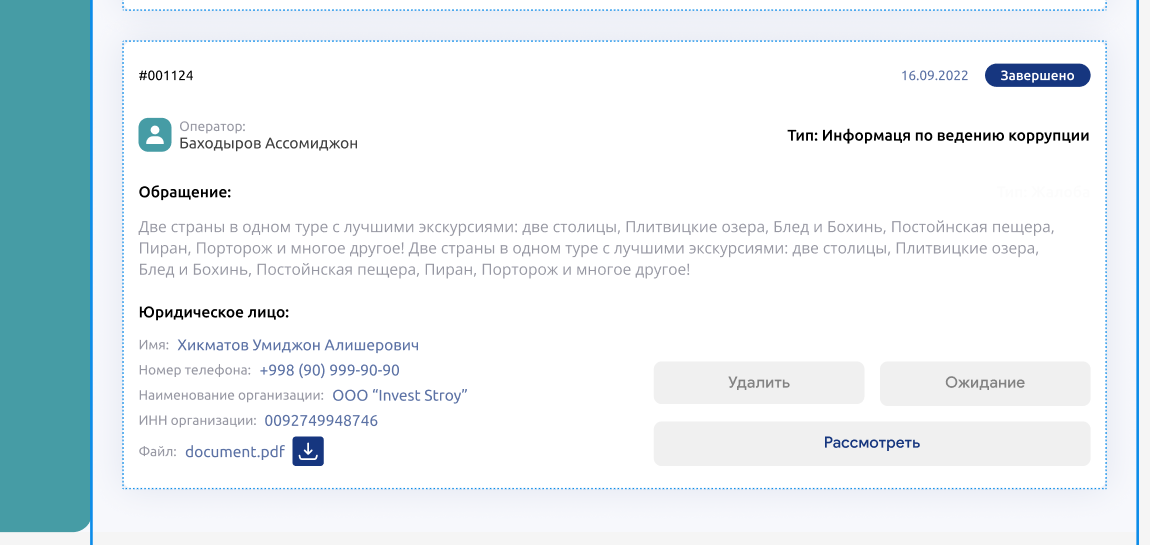 #001124
16.09.2022 Завершено
Оператор:
Баходыров Ассомиджон
Тип: Информаця по ведению коррупции
Обращение:
Две страны в одном туре с лучшими экскурсиями: две столицы, Плитвицкие озера, Блед и Бохинь, Постойнская пещера,
Пиран, Порторож и многое другое! Две страны в одном туре с лучшими экскурсиями: две столицы, Плитвицкие озера,
Блед и Бохинь, Постойнская пещера, Пиран, Порторож и многое другое!
Юридическое лицо:
Имя: Хикматов Умиджон Алишерович
Номер телефона: +998 (90) 999-90-90
Наименование организации: ООО “Invest Stroy”
ИНН организации: 0092749948746
Файл: document.pdf
Удалить Ожидание
Рассмотреть